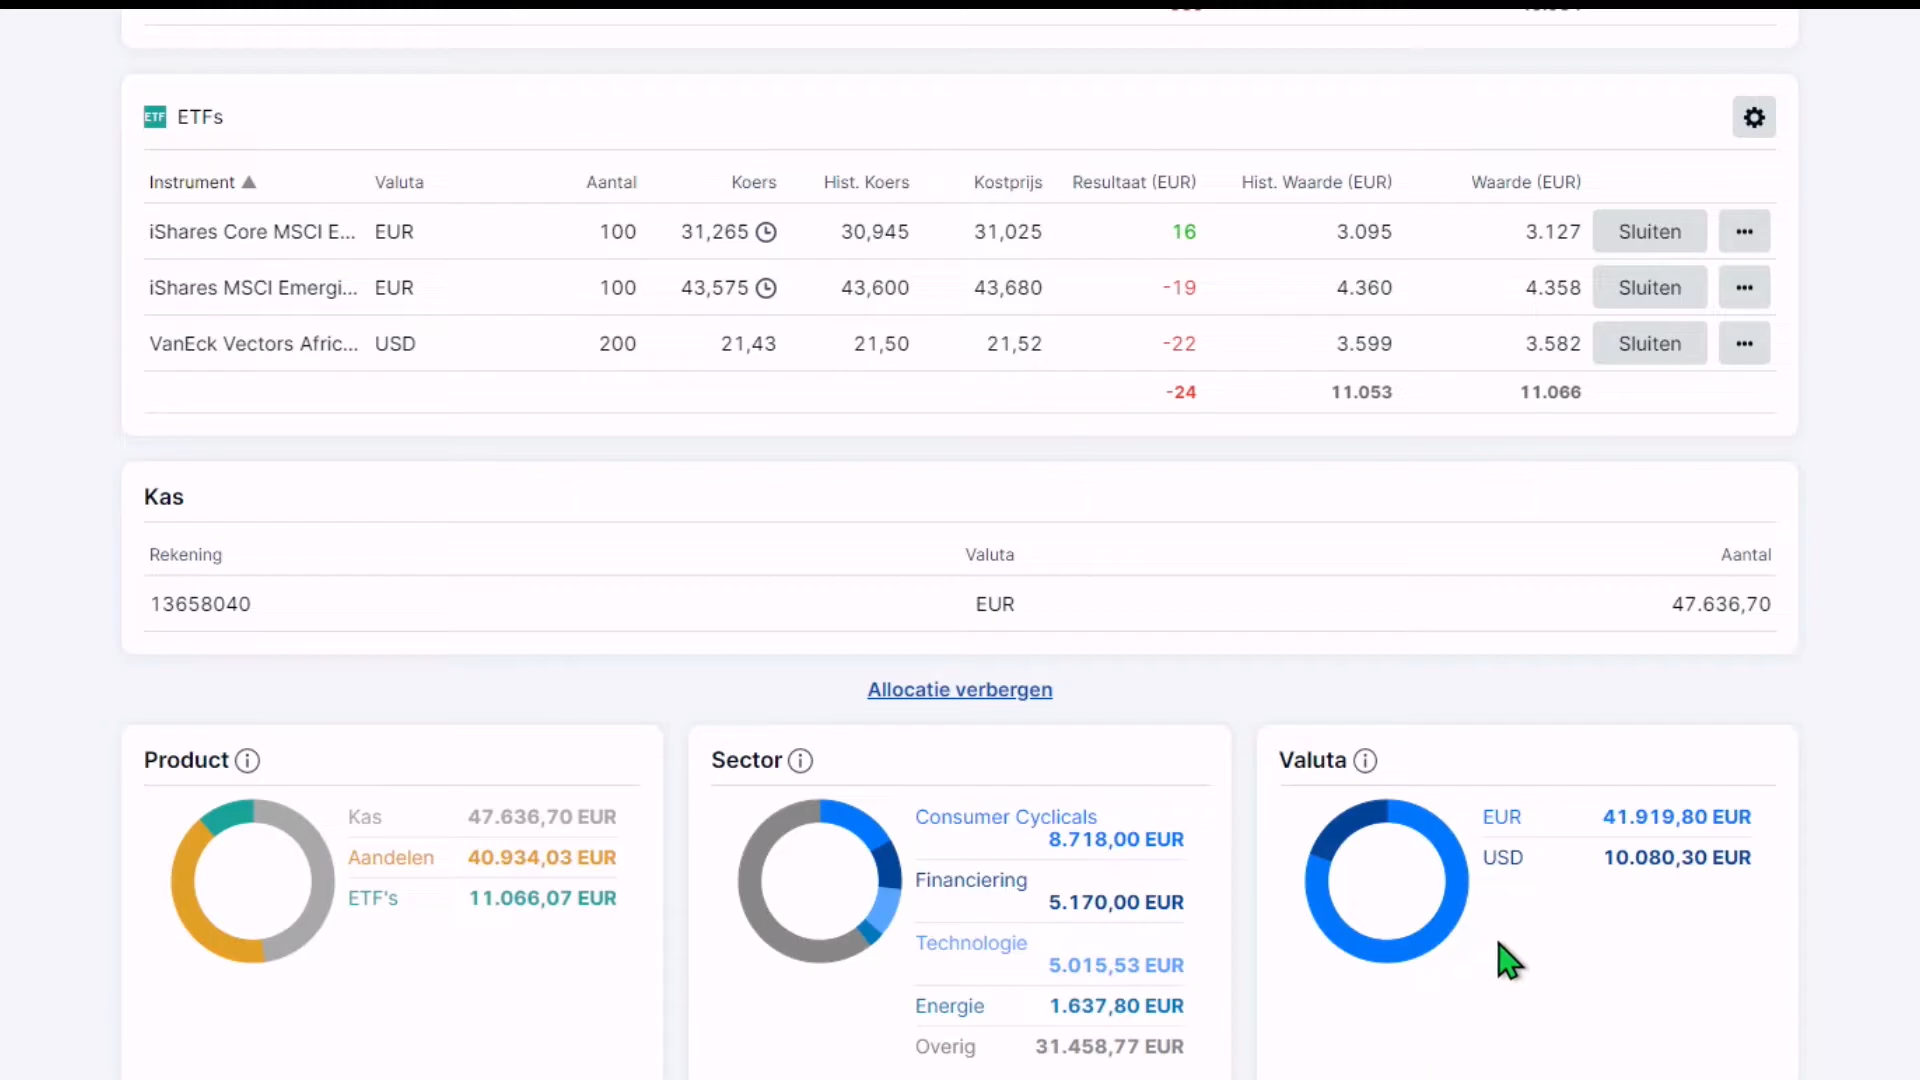 ETF ETFs
Instrument Valuta Aantal Koers Hist. Koers Kostprijs Resultaat (EUR) Hist. Waarde (EUR) Waarde (EUR)
iShares Core MSCI E... EUR 100 31,265 30,945 31,025 16 3.095 3.127 Sluiten ...
iShares MSCI Emergi... EUR 100 43,575 43,600 43,680 -19 4.360 4.358 Sluiten ...
VanEck Vectors Afric... USD 200 21,43 21,50 21,52 -22 3.599 3.582 Sluiten ...
-24 11.053 11.066
Kas
Rekening Valuta Aantal
13658040 EUR 47.636,70
Allocatie verbergen
Product
Kas 47.636,70 EUR
Aandelen 40.934,03 EUR
ETF's 11.066,07 EUR
Sector
Consumer Cyclicals
8.718,00 EUR
Financiering
5.170,00 EUR
Technologie
5.015,53 EUR
Energie 1.637,80 EUR
Overig 31.458,77 EUR
Valuta
EUR 41.919,80 EUR
USD 10.080,30 EUR